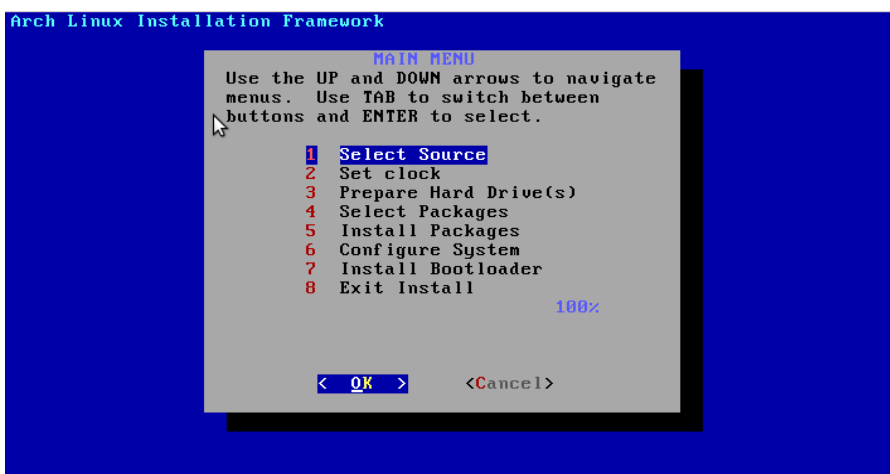 Arch Linux Installation Framework
MAIN MENU
Use the UP and DOWN arrows to navigate
menus.  Use TAB to switch between
buttons and ENTER to select.
1 Select Source
2 Set clock
3 Prepare Hard Drive(s)
4 Select Packages
5 Install Packages
6 Configure System
7 Install Bootloader
8 Exit Install
100%
< OK > <Cancel>